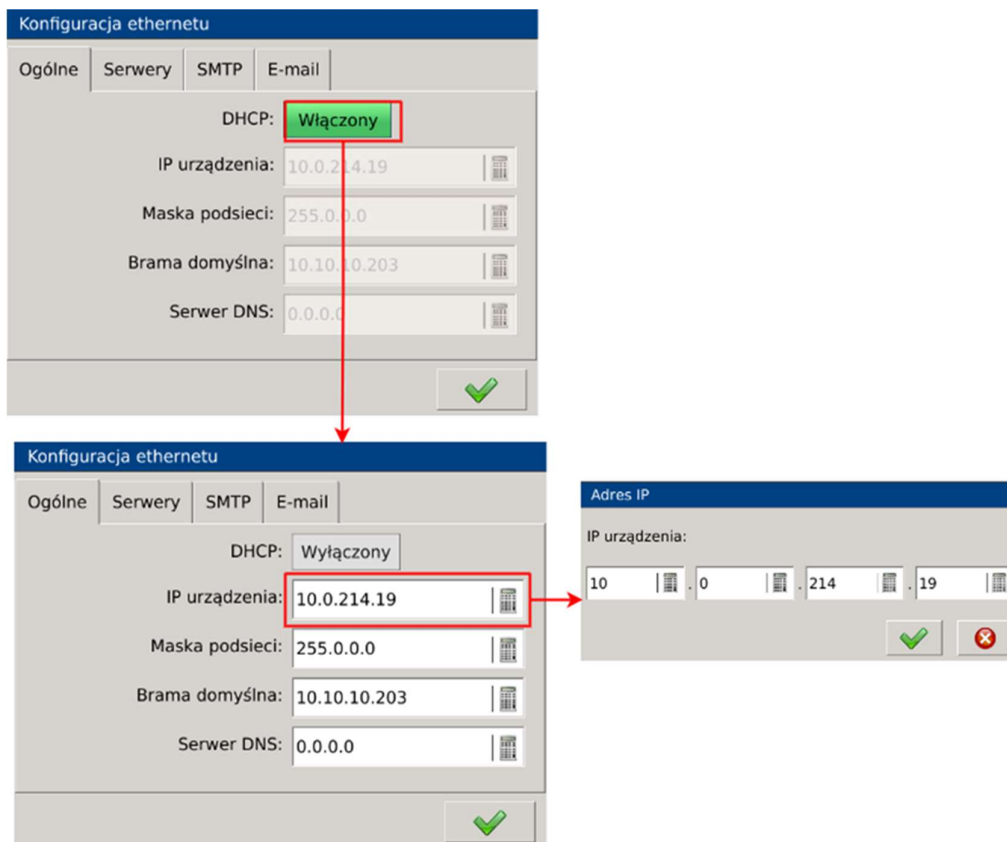 Konfiguracja ethernetu
Ogólne Serwery SMTP E-mail
DHCP: Włączony
IP urządzenia: 10.0.214.19
Maska podsieci: 255.0.0.0
Brama domyślna: 10.10.10.203
Serwer DNS: 0.0.0.0
Konfiguracja ethernetu
Ogólne Serwery SMTP E-mail
DHCP: Wyłączony
IP urządzenia: 10.0.214.19
Maska podsieci: 255.0.0.0
Brama domyślna: 10.10.10.203
Serwer DNS: 0.0.0.0
Adres IP
IP urządzenia:
10 . 0 . 214 . 19